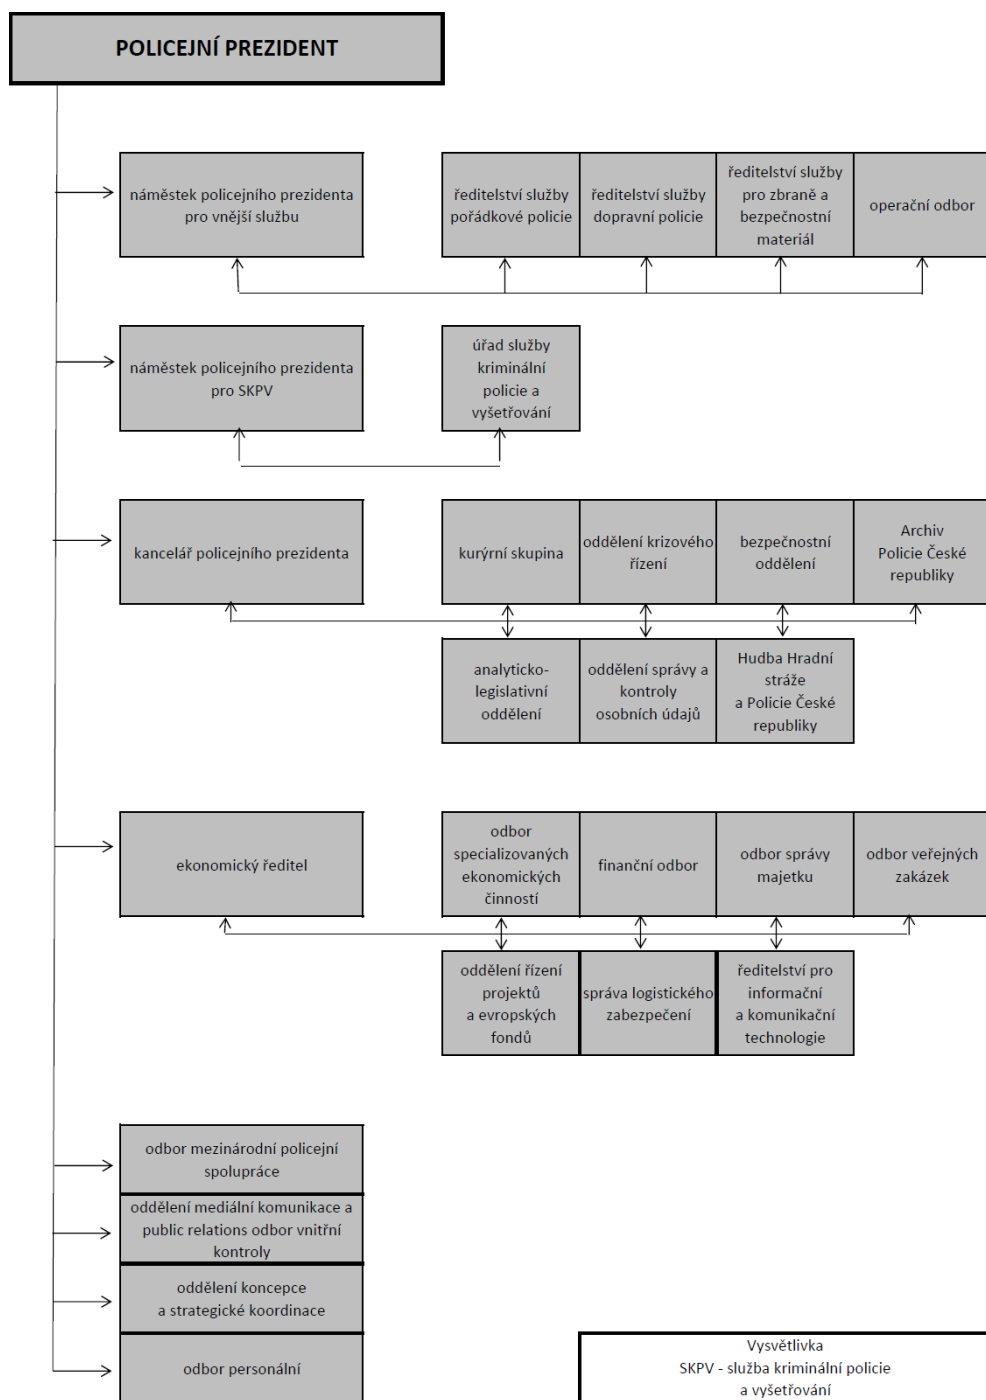 POLICEJNÍ PREZIDENT
náměstek policejního prezidenta
pro vnější službu
ředitelství služby
pořádkové policie
ředitelství služby
dopravní policie
ředitelství služby
pro zbraně a
bezpečnostní
materiál
operační odbor
náměstek policejního prezidenta
pro SKPV
úřad služby
kriminální
policie a
vyšetřování
kancelář policejního prezidenta
kurýrní skupina
oddělení krizového
řízení
bezpečnostní
oddělení
Archiv
Policie České
republiky
analyticko-
legislativní
oddělení
oddělení správy a
kontroly
osobních údajů
Hudba Hradní
stráže
a Policie České
republiky
ekonomický ředitel
odbor
specializovaných
ekonomických
činností
finanční odbor
odbor správy
majetku
odbor veřejných
zakázek
oddělení řízení
projektů
a evropských
fondů
správa logistického
zabezpečení
ředitelství pro
informační
a komunikační
technologie
odbor mezinárodní policejní
spolupráce
oddělení mediální komunikace a
public relations odbor vnitřní
kontroly
oddělení koncepce
a strategické koordinace
odbor personální
Vysvětlivka
SKPV - služba kriminální policie
a vyšetřování